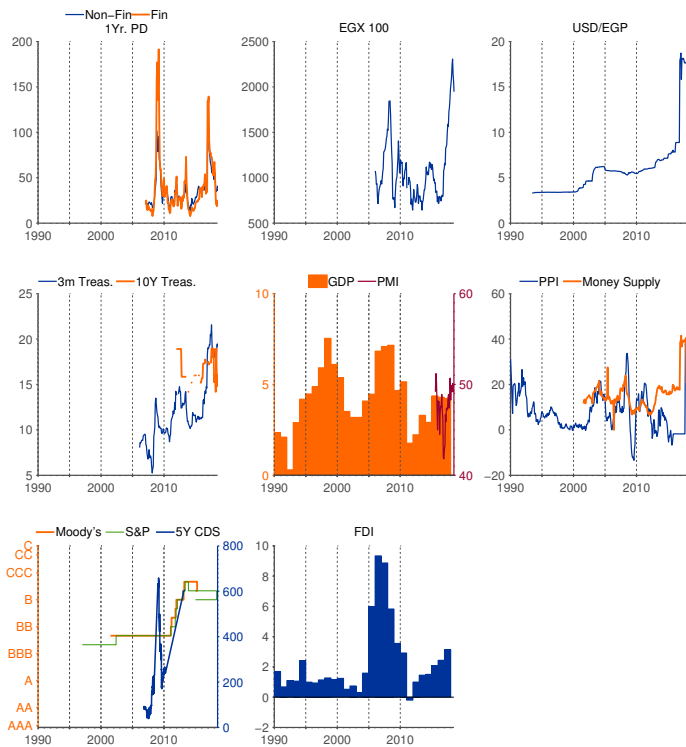 Non−Fin Fin
1Yr. PD
200
150
100
50
0
1990 2000 2010
EGX 100
2500
2000
1500
1000
500
1990 2000 2010
USD/EGP
20
15
10
5
0
1990 2000 2010
3m Treas. 10Y Treas.
25
20
15
10
5
1990 2000 2010
GDP PMI
10 60
5 50
0 40
1990 2000 2010
PPI Money Supply
60
40
20
0
−20
1990 2000 2010
Moody's S&P 5Y CDS
C 800
CC
CCC 600
B
BB 400
BBB
A 200
AA
AAA 0
1990 2000 2010
FDI
10
8
6
4
2
0
−2
1990 2000 2010